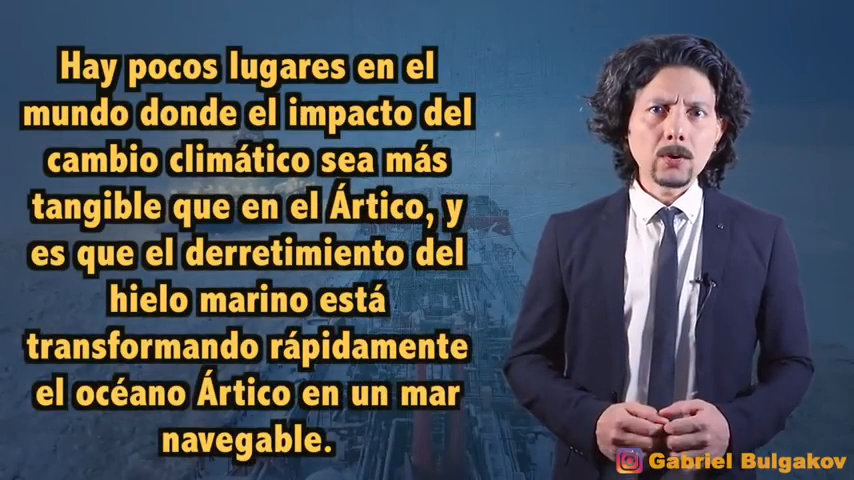 Hay pocos lugares en el
mundo donde el impacto del
cambio climático sea más
tangible que en el Ártico, y
es que el derretimiento del
hielo marino está
transformando rápidamente
el océano Ártico en un mar
navegable.
Gabriel Bulgakov